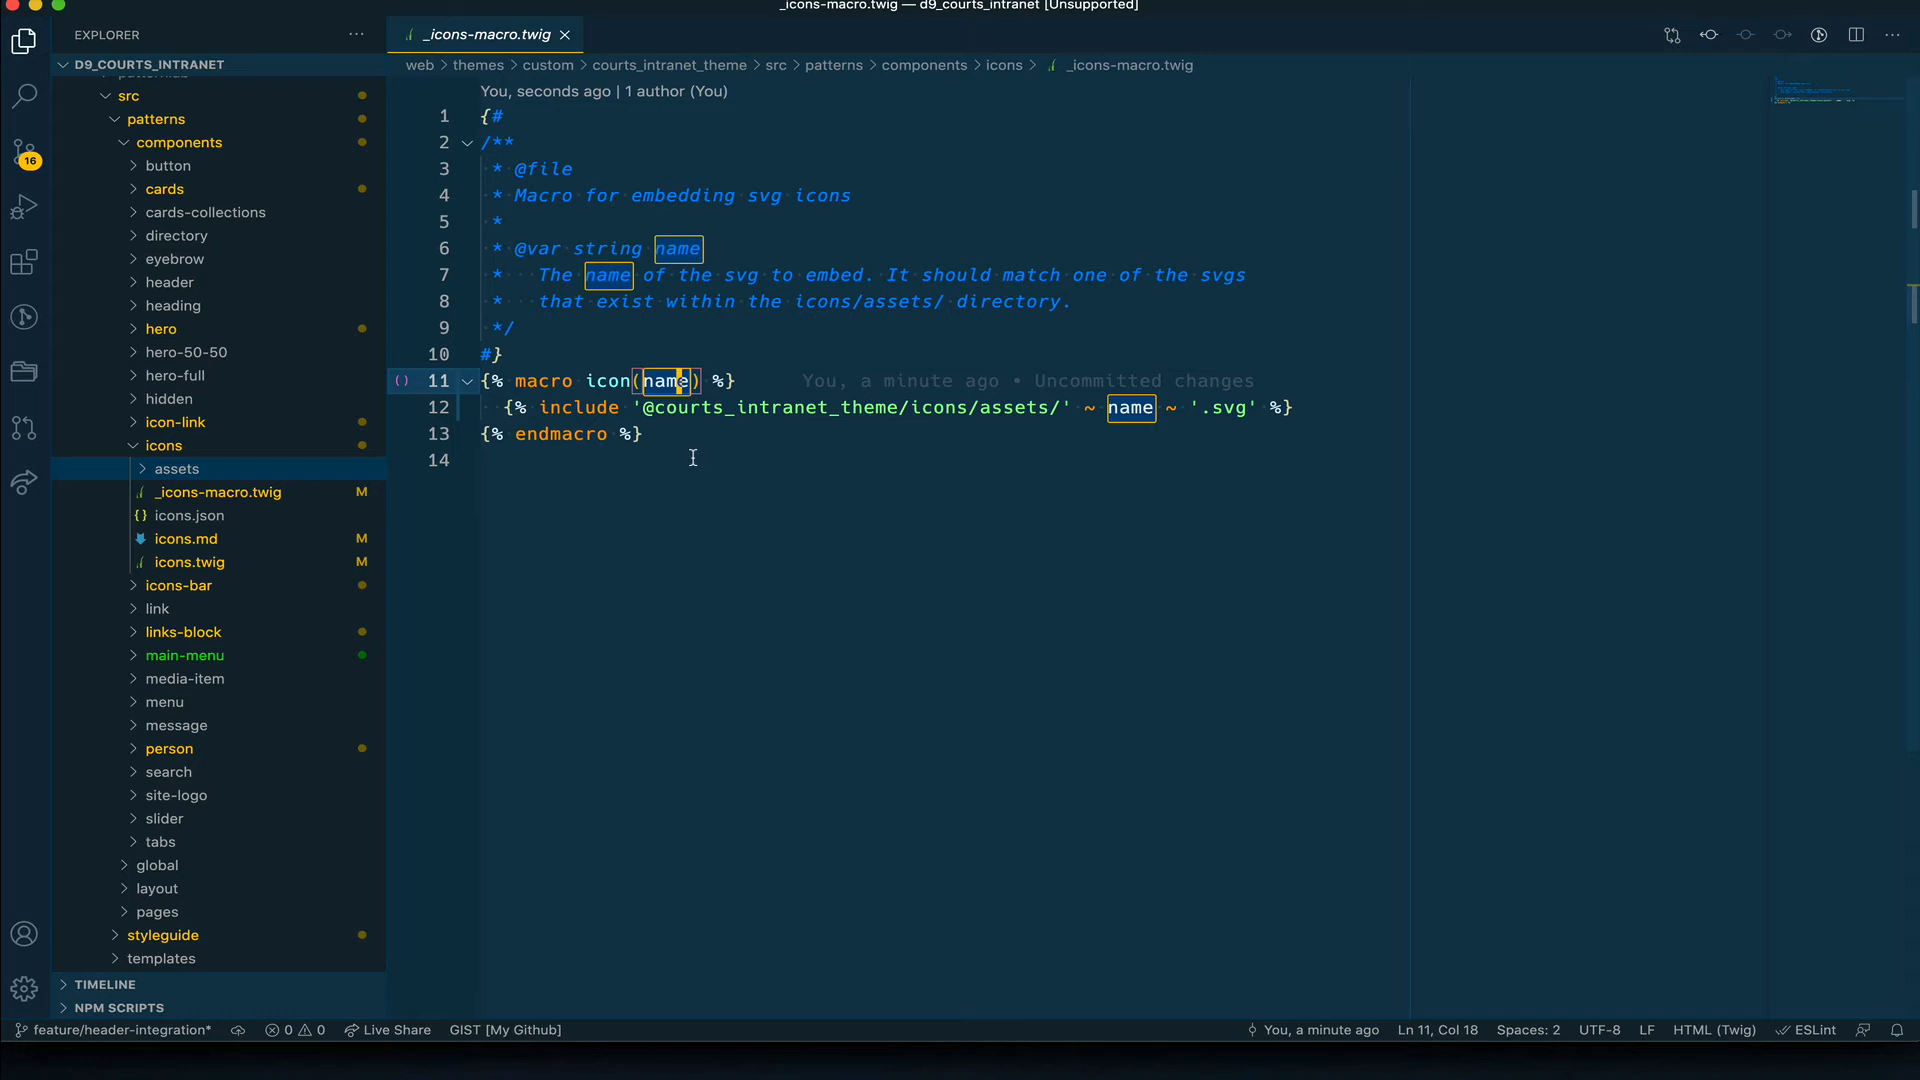 _icons-macro.twig — d9_courts_intranet [Unsupported]
EXPLORER
_icons-macro.twig
D9_COURTS_INTRANET
web > themes > custom > courts_intranet_theme > src > patterns > components > icons > _icons-macro.twig
patternlab
src
patterns
components
button
cards
cards-collections
directory
eyebrow
header
heading
hero
hero-50-50
hero-full
hidden
icon-link
icons
assets
_icons-macro.twig M
icons.json
icons.md M
icons.twig M
icons-bar
link
links-block
main-menu
media-item
menu
message
person
search
site-logo
slider
tabs
global
layout
pages
styleguide
templates
TIMELINE
NPM SCRIPTS
16
You, seconds ago | 1 author (You)
1 {#
2 /**
3  * @file
4  * Macro for embedding svg icons
5  *
6  * @var string name
7  *   The name of the svg to embed. It should match one of the svgs
8  *   that exist within the icons/assets/ directory.
9  */
10 #}
11 {% macro icon(name) %} You, a minute ago • Uncommitted changes
12   {% include '@courts_intranet_theme/icons/assets/' ~ name ~ '.svg' %}
13 {% endmacro %}
14
feature/header-integration* 0 0 Live Share GIST [My Github] You, a minute ago Ln 11, Col 18 Spaces: 2 UTF-8 LF HTML (Twig) ESLint